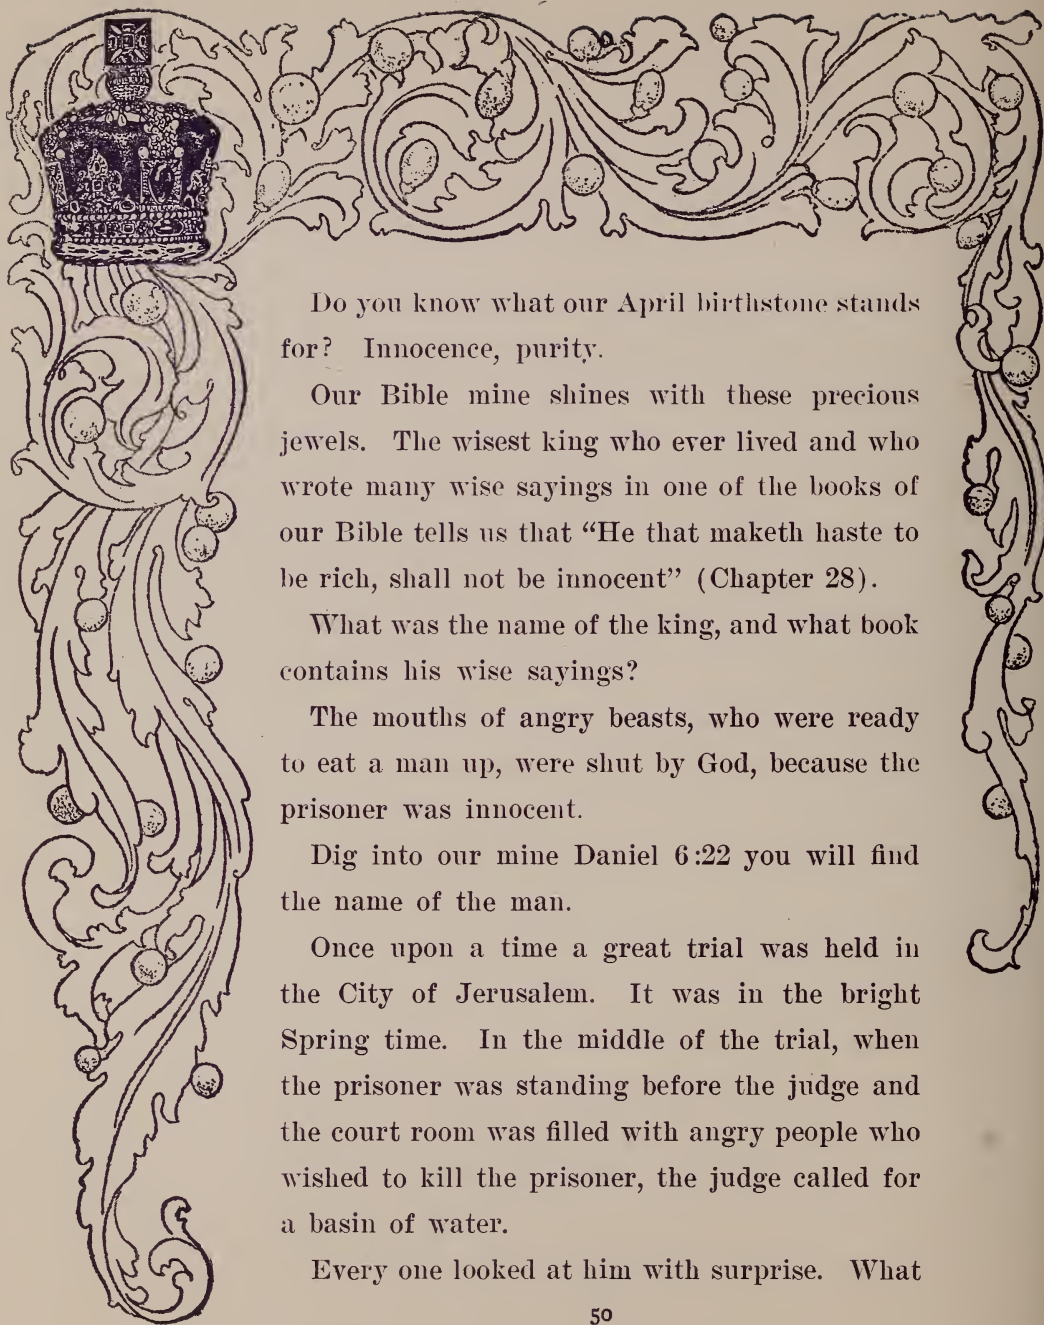 Do you know what our April birthstone stands
for? Innocence, purity.
Our Bible mine shines with these precious
jewels. The wisest king who ever lived and who
wrote many wise sayings in one of the books of
our Bible tells us that “He that maketh haste to
be rich, shall not be innocent” (Chapter 28).
What was the name of the king, and what book
contains his wise sayings?
The mouths of angry beasts, who were ready
to eat a man up, were shut by God, because the
prisoner was innocent.
Dig into our mine Daniel 6:22 you will find
the name of the man.
Once upon a time a great trial was held in
the City of Jerusalem. It was in the bright
Spring time. In the middle of the trial, when
the prisoner was standing before the judge and
the court room was filled with angry people who
wished to kill the prisoner, the judge called for
a basin of water.
Every one looked at him with surprise. What
50